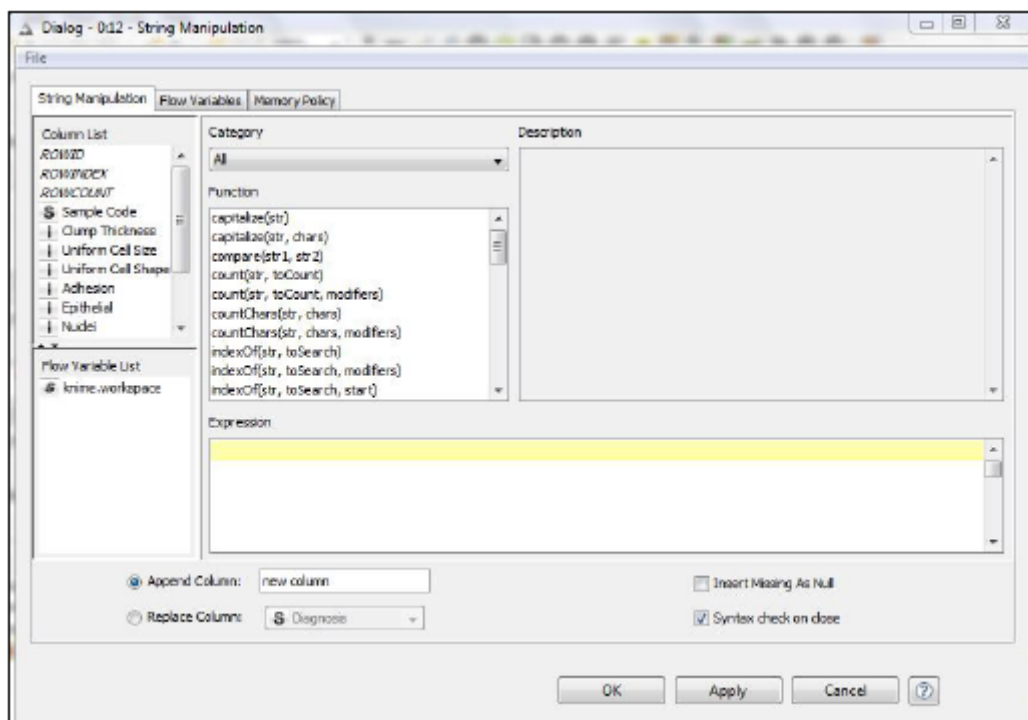 Dialog - 0:12 - String Manipulation
File
String Manipulation
Flow Variables
Memory Policy
Column List
ROWID
ROWINDEX
ROWCOUNT
S Sample Code
I Clump Thickness
I Uniform Cell Size
I Uniform Cell Shape
I Adhesion
I Epithelial
I Nuclei
Flow Variable List
S knime.workspace
Category
All
Function
capitalize(str)
capitalize(str, chars)
compare(str1, str2)
count(str, toCount)
count(str, toCount, modifiers)
countChars(str, chars)
countChars(str, chars, modifiers)
indexOf(str, toSearch)
indexOf(str, toSearch, modifiers)
indexOf(str, toSearch, start)
Description
Expression
Append Column: new column
Insert Missing As Null
Replace Column: S Diagnosis
Syntax check on close
OK
Apply
Cancel
?